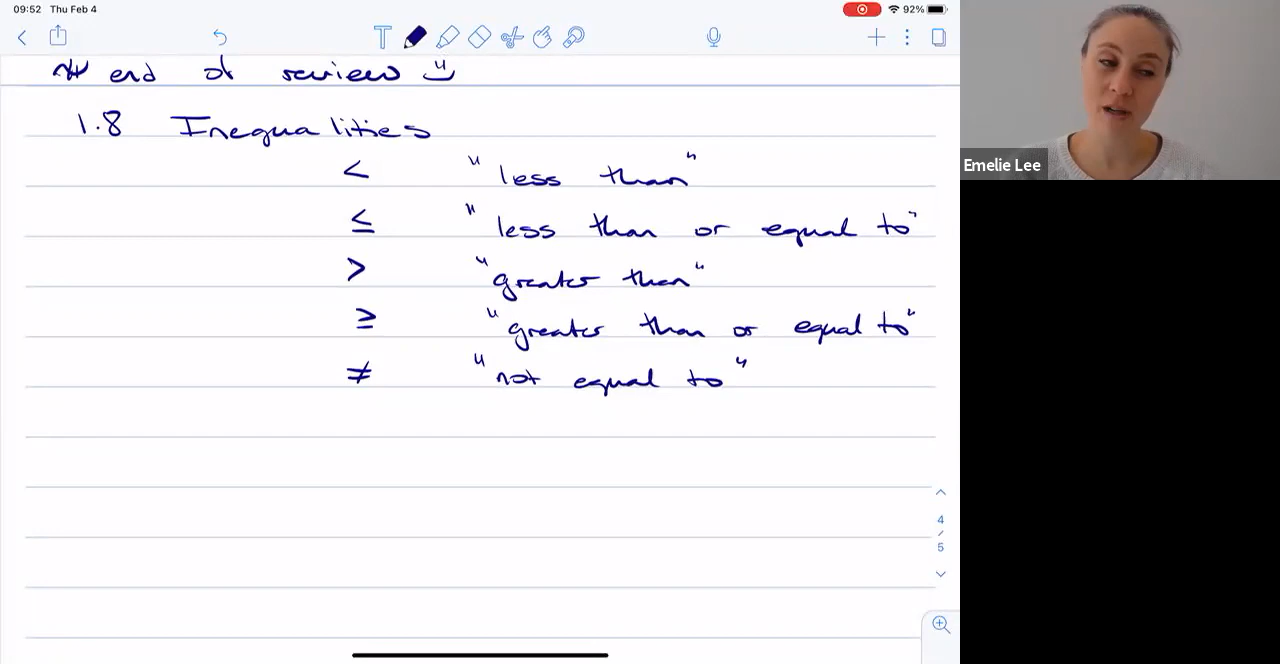 09:52 Thu Feb 4
92%
T
end of review
1.8 Inequalities
< "less than"
≤ "less than or equal to"
> "greater than"
≥ "greater than or equal to"
≠ "not equal to"
4
/
5
Emelie Lee